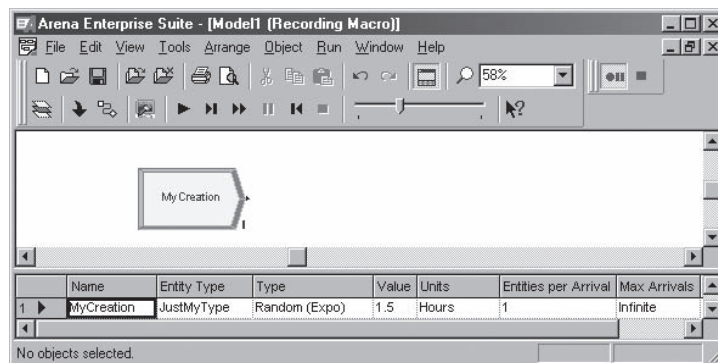 Arena Enterprise Suite - [Model1 (Recording Macro)]
File Edit View Tools Arrange Object Run Window Help
58%
MyCreation
Name Entity Type Type Value Units Entities per Arrival Max Arrivals
1 MyCreation JustMyType Random (Expo) 1.5 Hours 1 Infinite
No objects selected.